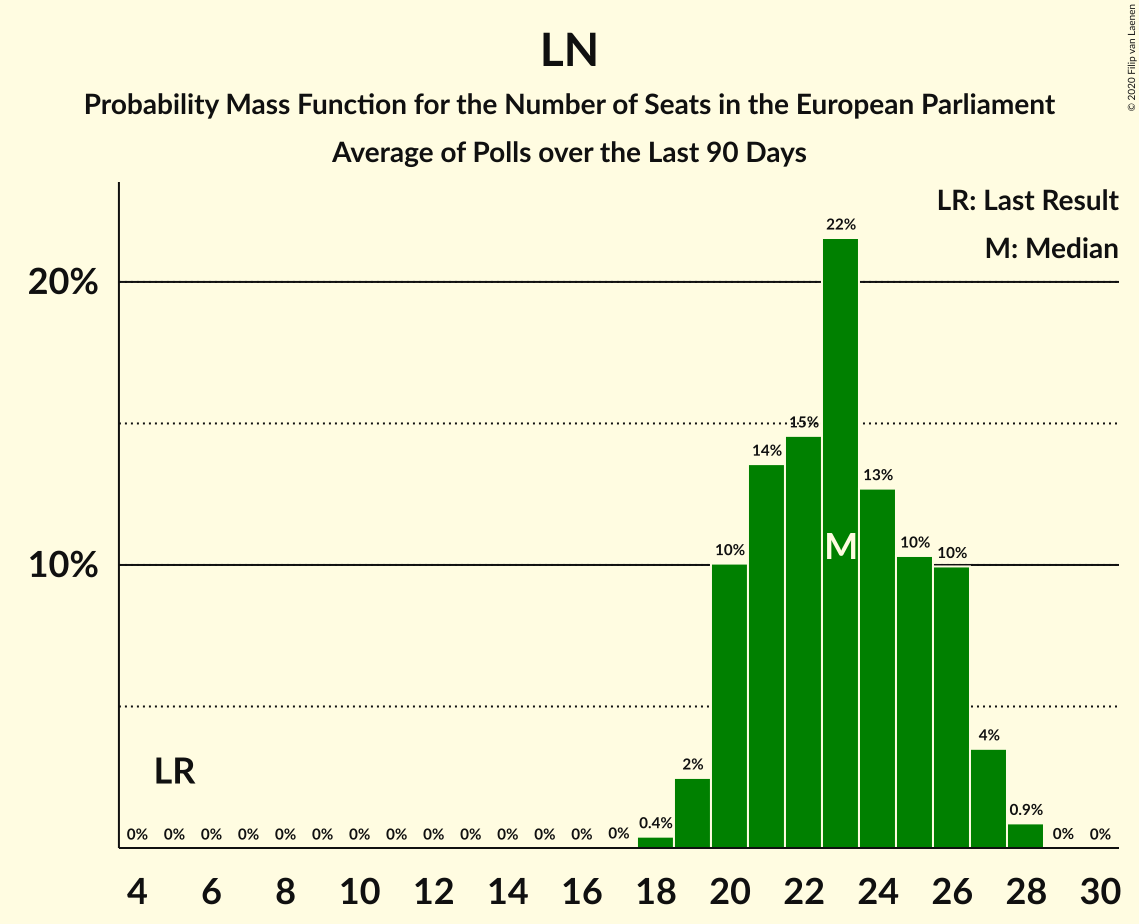 LN
Probability Mass Function for the Number of Seats in the European Parliament
Average of Polls over the Last 90 Days
© 2020 Filip van Laenen
LR: Last Result
M: Median
22%
20%
15%
14%
13%
M
10%
10%
10%
10%
4%
LR
2%
0.9%
0.4%
0% 0% 0% 0% 0% 0% 0% 0% 0% 0% 0% 0% 0% 0% 0% 0%
4 6 8 10 12 14 16 18 20 22 24 26 28 30